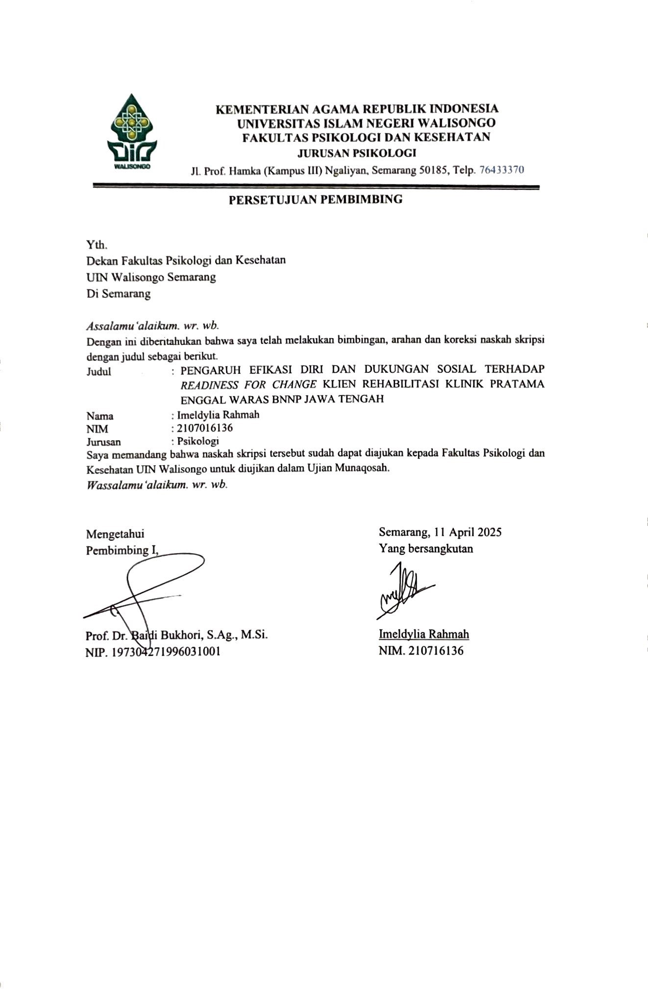 KEMENTERIAN AGAMA REPUBLIK INDONESIA
UNIVERSITAS ISLAM NEGERI WALISONGO
FAKULTAS PSIKOLOGI DAN KESEHATAN
JURUSAN PSIKOLOGI
Jl. Prof. Hamka (Kampus III) Ngaliyan, Semarang 50185, Telp. 76433370
UIN
WALISONGO
PERSETUJUAN PEMBIMBING
Yth.
Dekan Fakultas Psikologi dan Kesehatan
UIN Walisongo Semarang
Di Semarang
Assalamu ‘alaikum. wr. wb.
Dengan ini diberitahukan bahwa saya telah melakukan bimbingan, arahan dan koreksi naskah skripsi
dengan judul sebagai berikut.
Judul : PENGARUH EFIKASI DIRI DAN DUKUNGAN SOSIAL TERHADAP
READINESS FOR CHANGE KLIEN REHABILITASI KLINIK PRATAMA
ENGGAL WARAS BNNP JAWA TENGAH
Nama : Imeldylia Rahmah
NIM : 2107016136
Jurusan : Psikologi
Saya memandang bahwa naskah skripsi tersebut sudah dapat diajukan kepada Fakultas Psikologi dan
Kesehatan UIN Walisongo untuk diujikan dalam Ujian Munaqosah.
Wassalamu ‘alaikum. wr. wb.
Mengetahui
Pembimbing I,
Prof. Dr. Baidi Bukhori, S.Ag., M.Si.
NIP. 197304271996031001
Semarang, 11 April 2025
Yang bersangkutan
Imeldylia Rahmah
NIM. 210716136